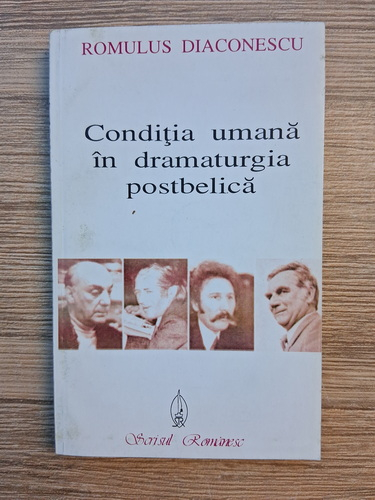 ROMULUS DIACONESCU
Condiţia umană
în dramaturgia
postbelică
Scrisul Românesc